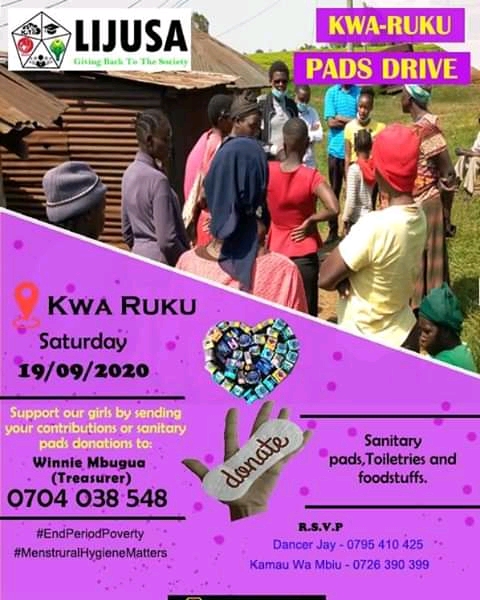 LIJUSA
Giving Back To The Society
KWA-RUKU
PADS DRIVE
KWA RUKU
Saturday
19/09/2020
Support our girls by sending
your contributions or sanitary
pads donations to:
Winnie Mbugua
(Treasurer)
0704 038 548
#EndPeriodPoverty
#MenstruralHygieneMatters
donate
Sanitary
pads,Toiletries and
foodstuffs.
R.S.V.P
Dancer Jay - 0795 410 425
Kamau Wa Mbiu - 0726 390 399